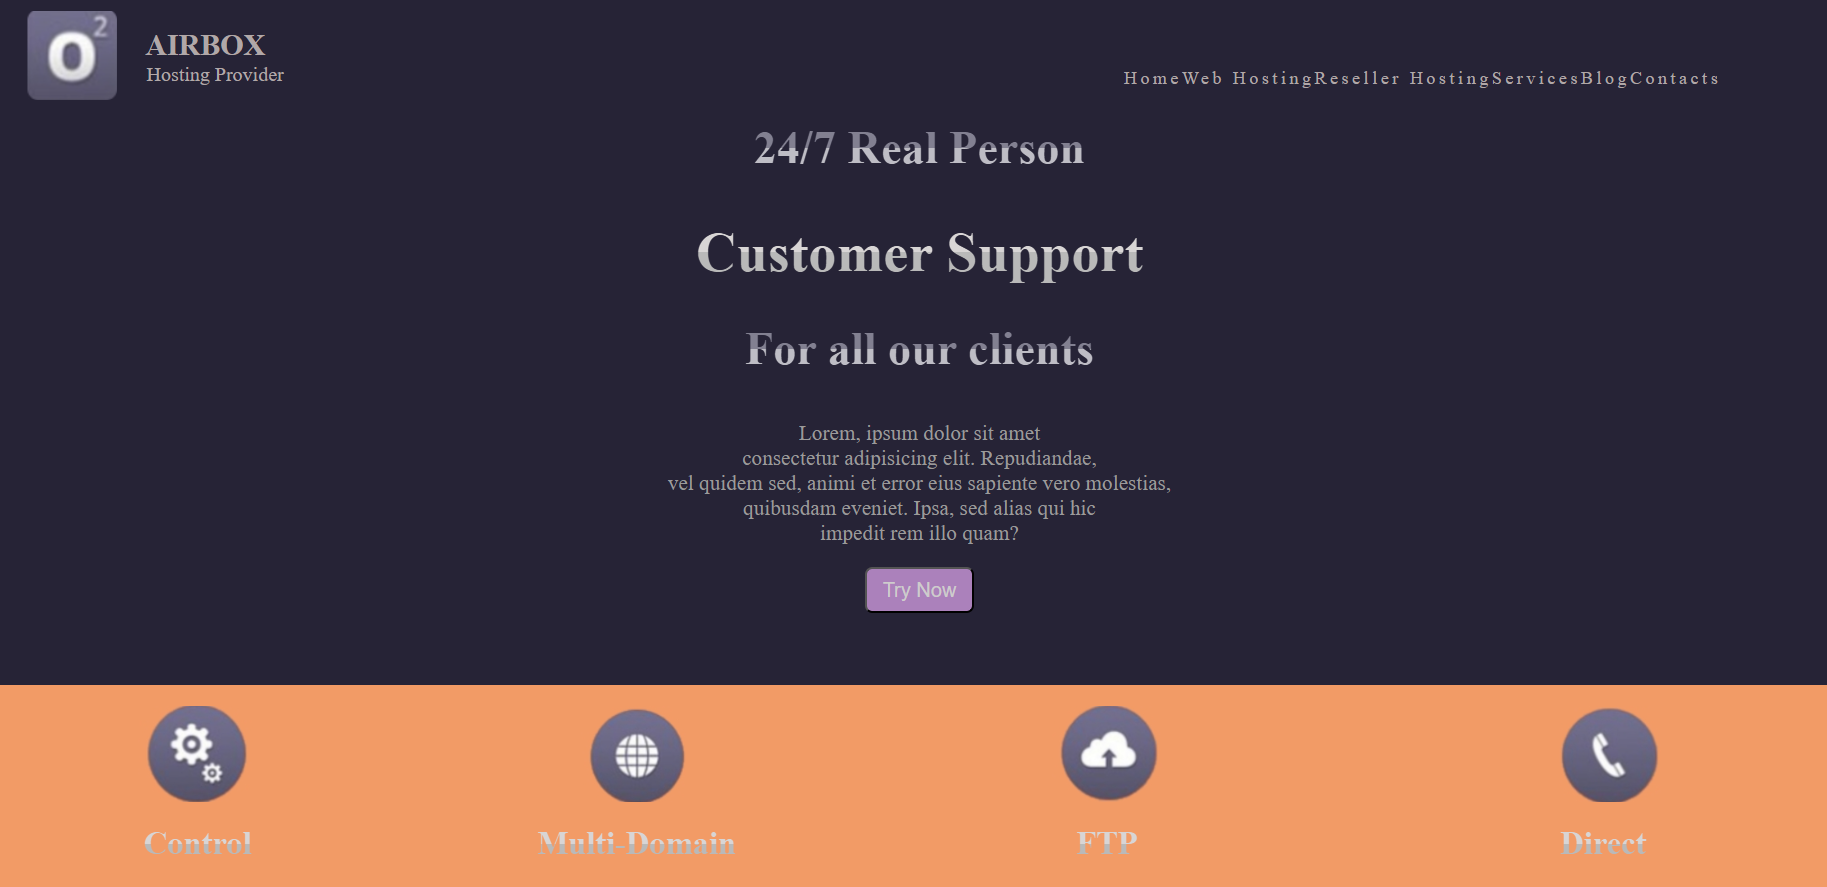 O2
AIRBOX
Hosting Provider
HomeWeb HostingReseller HostingServicesBlogContacts
24/7 Real Person
Customer Support
For all our clients
Lorem, ipsum dolor sit amet
consectetur adipisicing elit. Repudiandae,
vel quidem sed, animi et error eius sapiente vero molestias,
quibusdam eveniet. Ipsa, sed alias qui hic
impedit rem illo quam?
Try Now
Control
Multi-Domain
FTP
Direct